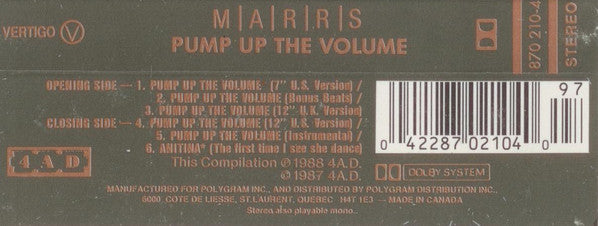 VERTIGO V
M|A|R|R|S
PUMP UP THE VOLUME
870 210-4
STEREO
OPENING SIDE — 1. PUMP UP THE VOLUME (7" U.S. Version) /
2. PUMP UP THE VOLUME (Bonus Beats) /
3. PUMP UP THE VOLUME (12" U.K. Version)
CLOSING SIDE — 4. PUMP UP THE VOLUME (12" U.S. Version) /
5. PUMP UP THE VOLUME (Instrumental) /
6. ANITINA* (The first time I see she dance)
This Compilation © 1988 4A.D.
℗ 1987 4A.D.
4 A D
97
0 42287 02104 0
DOLBY SYSTEM
MANUFACTURED FOR POLYGRAM INC., AND DISTRIBUTED BY POLYGRAM DISTRIBUTION INC.,
6000, COTE DE LIESSE, ST.LAURENT, QUEBEC H4T 1E3 — MADE IN CANADA
Stereo also playable mono..